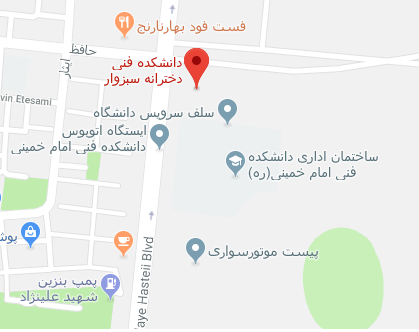 فست فود بهارنارنج
حافظ
ایثار
دانشکده فنی
دخترانه سبزوار
vin Etesami
سلف سرویس دانشگاه
ایستگاه اتوبوس
دانشکده فنی امام خمینی
ساختمان اداری دانشکده
فنی امام خمینی(ره)
پوش
پیست موتورسواری
پمپ بنزین
شهید علینژاد
aye Hasteii Blvd